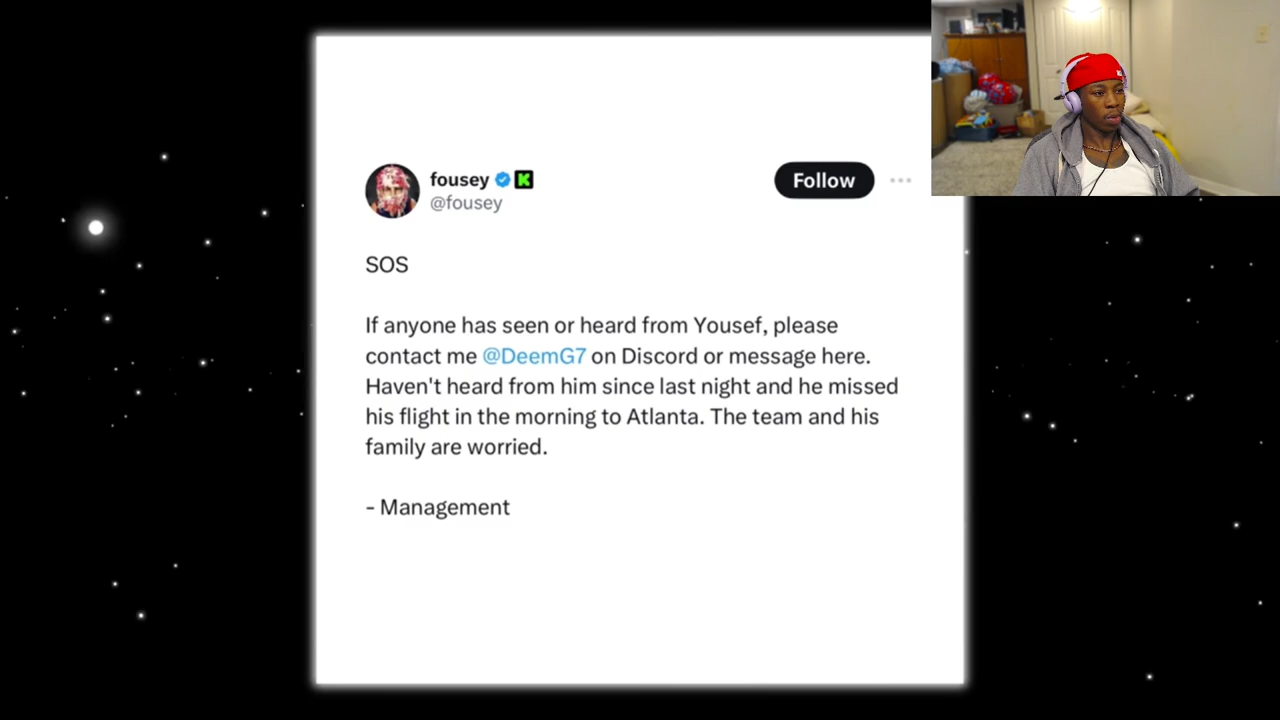 fousey
@fousey
Follow
SOS
If anyone has seen or heard from Yousef, please
contact me @DeemG7 on Discord or message here.
Haven't heard from him since last night and he missed
his flight in the morning to Atlanta. The team and his
family are worried.
- Management